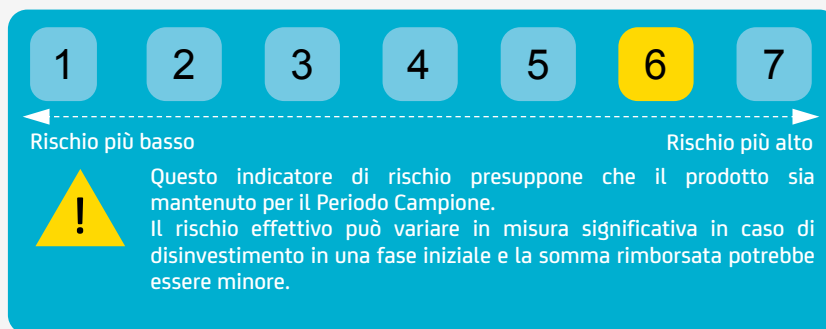 1 2 3 4 5 6 7
Rischio più basso Rischio più alto
!
Questo indicatore di rischio presuppone che il prodotto sia
mantenuto per il Periodo Campione.
Il rischio effettivo può variare in misura significativa in caso di
disinvestimento in una fase iniziale e la somma rimborsata potrebbe
essere minore.